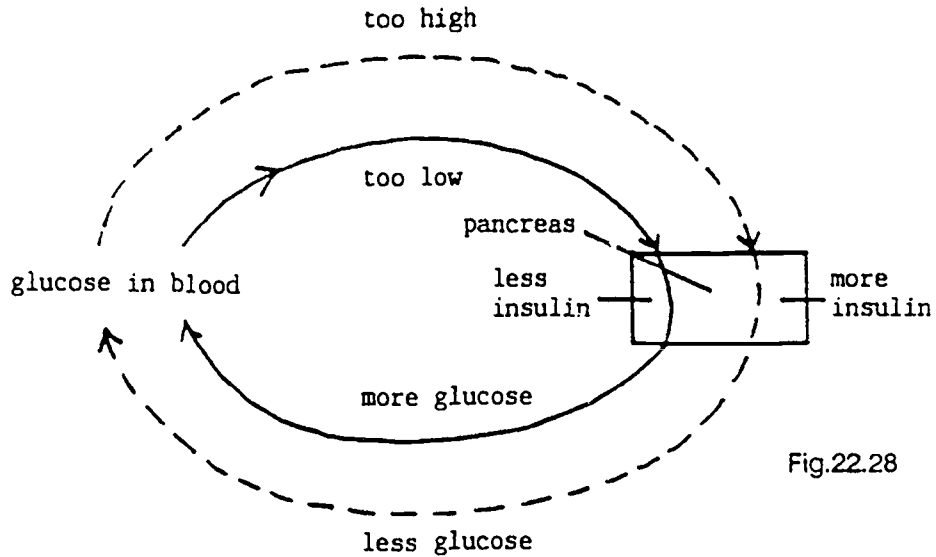 too high
too low
pancreas
glucose in blood
less
insulin
more
insulin
more glucose
Fig.22.28
less glucose